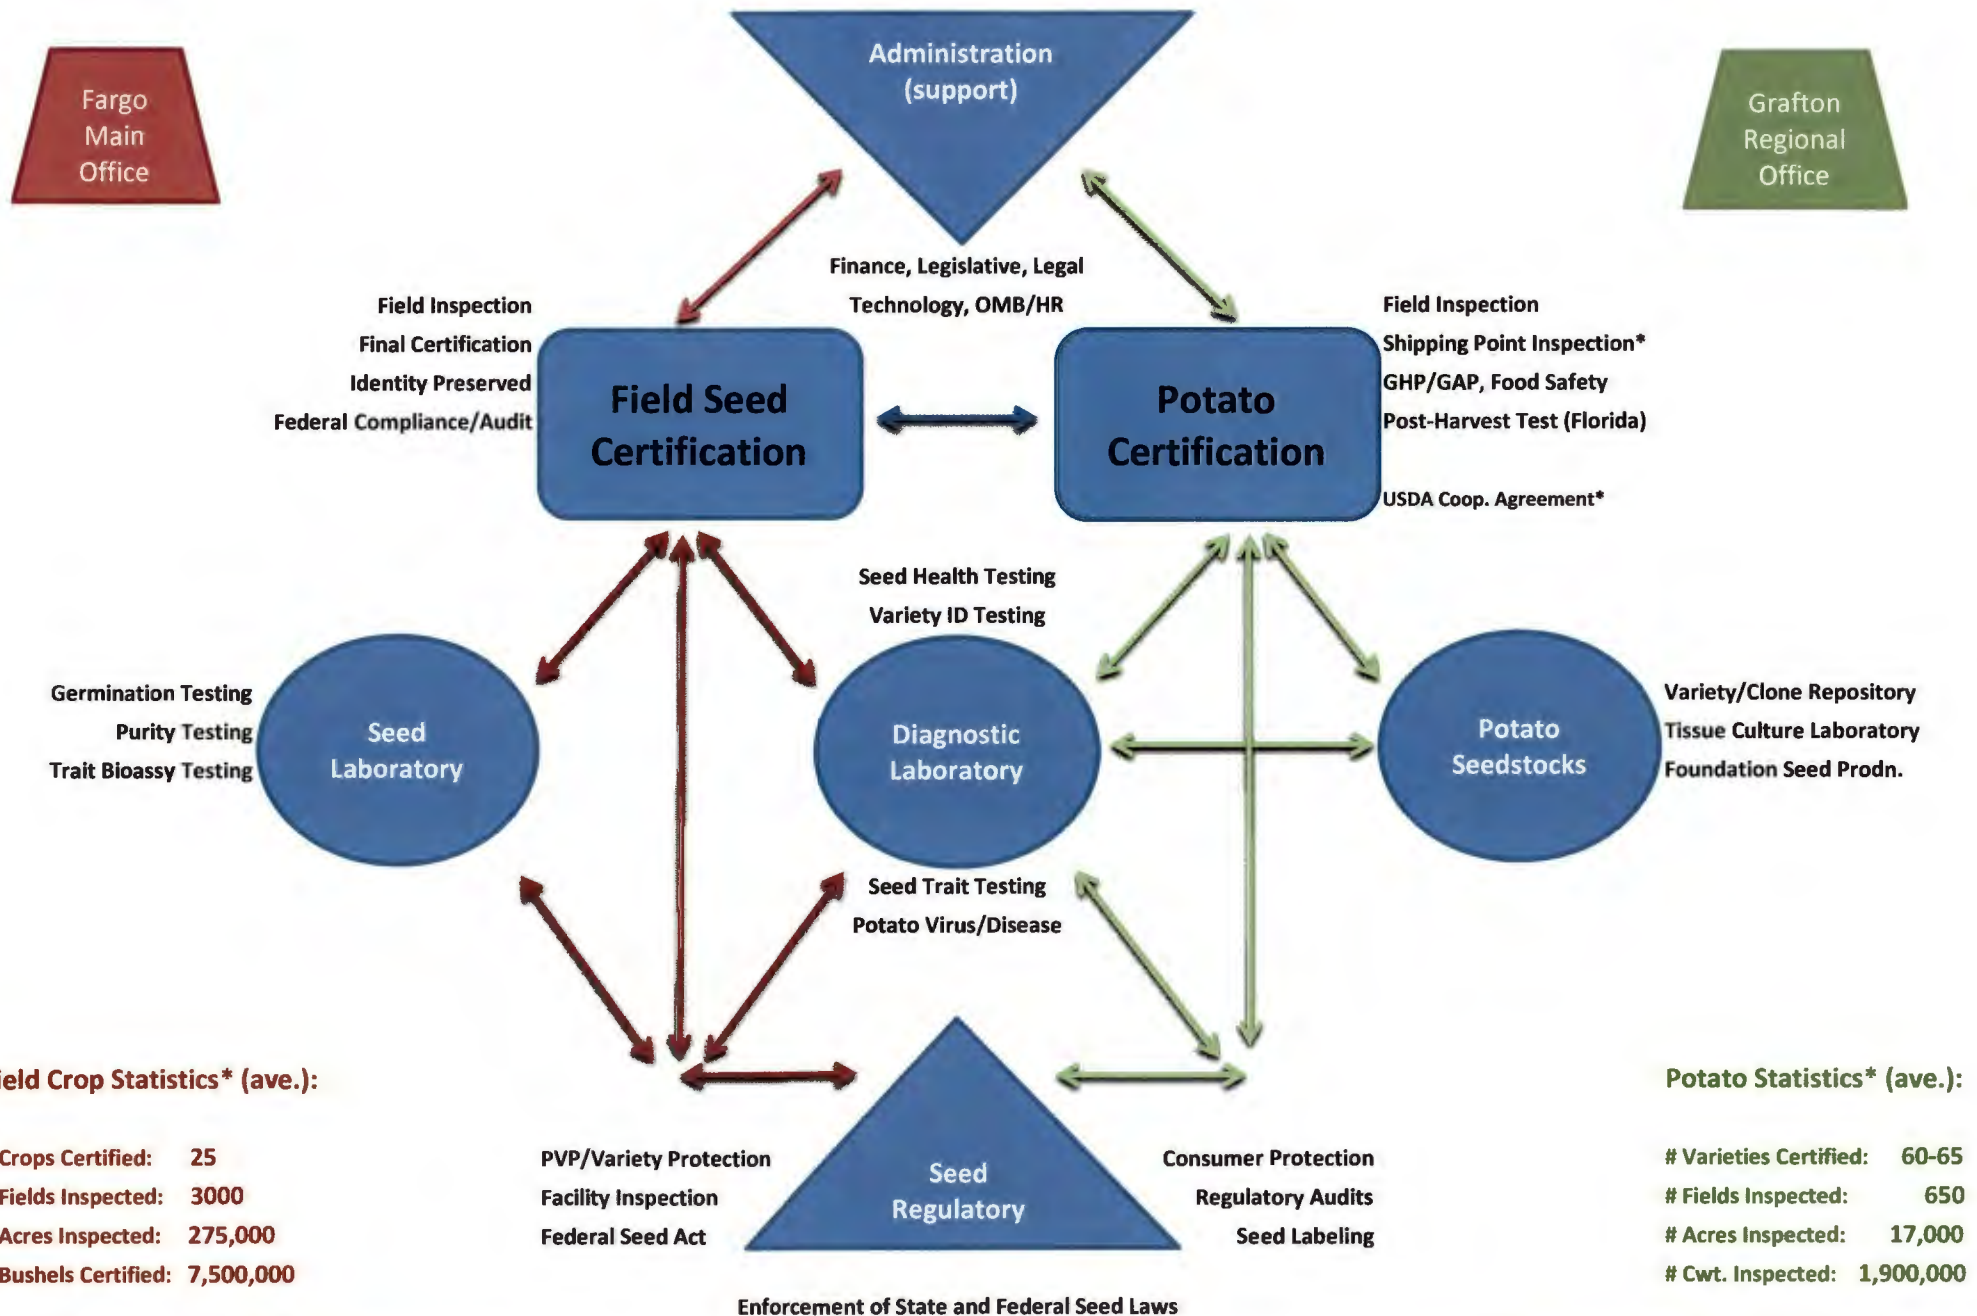 Administration
(support)
Fargo
Main
Office
Grafton
Regional
Office
Finance, Legislative, Legal
Technology, OMB/HR
Field Inspection
Final Certification
Identity Preserved
Federal Compliance/Audit
Field Seed
Certification
Potato
Certification
Field Inspection
Shipping Point Inspection*
GHP/GAP, Food Safety
Post-Harvest Test (Florida)
USDA Coop. Agreement*
Seed Health Testing
Variety ID Testing
Germination Testing
Purity Testing
Trait Bioassy Testing
Seed
Laboratory
Diagnostic
Laboratory
Potato
Seedstocks
Variety/Clone Repository
Tissue Culture Laboratory
Foundation Seed Prodn.
Seed Trait Testing
Potato Virus/Disease
ield Crop Statistics* (ave.):
Crops Certified: 25
Fields Inspected: 3000
Acres Inspected: 275,000
Bushels Certified: 7,500,000
PVP/Variety Protection
Facility Inspection
Federal Seed Act
Seed
Regulatory
Consumer Protection
Regulatory Audits
Seed Labeling
Potato Statistics* (ave.):
# Varieties Certified: 60-65
# Fields Inspected: 650
# Acres Inspected: 17,000
# Cwt. Inspected: 1,900,000
Enforcement of State and Federal Seed Laws